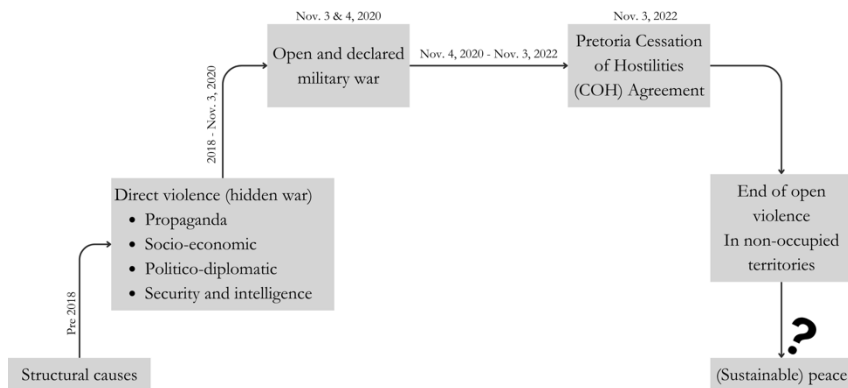 Nov. 3 & 4, 2020
Open and declared
military war
Nov. 4, 2020 - Nov. 3, 2022
Nov. 3, 2022
Pretoria Cessation
of Hostilities
(COH) Agreement
2018 - Nov. 3, 2020
Direct violence (hidden war)
• Propaganda
• Socio-economic
• Politico-diplomatic
• Security and intelligence
Pre 2018
Structural causes
End of open
violence
In non-occupied
territories
?
(Sustainable) peace